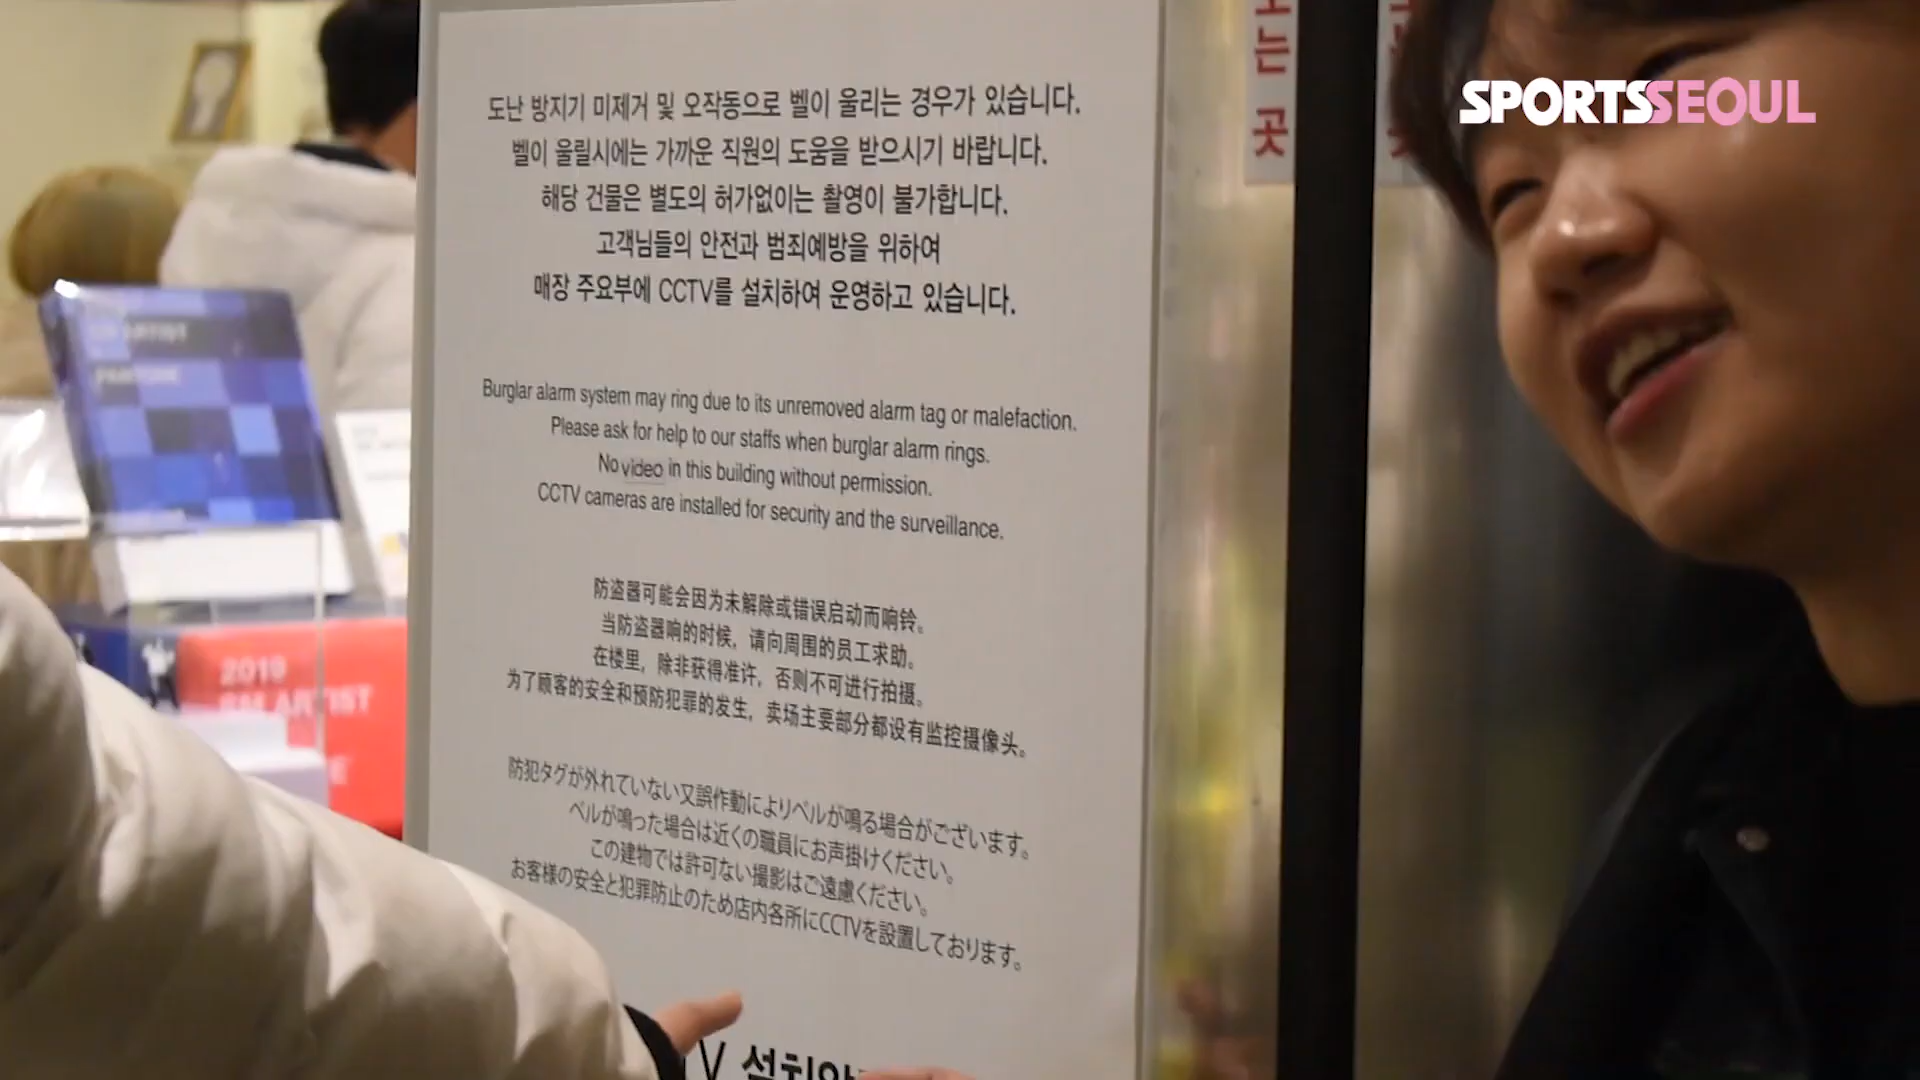 SPORTSSEOUL
는
곳
도난 방지기 미제거 및 오작동으로 벨이 울리는 경우가 있습니다.
벨이 울릴시에는 가까운 직원의 도움을 받으시기 바랍니다.
해당 건물은 별도의 허가없이는 촬영이 불가합니다.
고객님들의 안전과 범죄예방을 위하여
매장 주요부에 CCTV를 설치하여 운영하고 있습니다.
Burglar alarm system may ring due to its unremoved alarm tag or malefaction.
Please ask for help to our staffs when burglar alarm rings.
No video in this building without permission.
CCTV cameras are installed for security and the surveillance.
防盗器可能会因为未解除或错误启动而响铃。
当防盗器响的时候，请向周围的员工求助。
在楼里，除非获得准许，否则不可进行拍摄。
为了顾客的安全和预防犯罪的发生，卖场主要部分都设有监控摄像头。
防犯タグが外れていない又誤作動によりベルが鳴る場合がございます。
ベルが鳴った場合は近くの職員にお声掛けください。
この建物では許可ない撮影はご遠慮ください。
お客様の安全と犯罪防止のため店内各所にCCTVを設置しております。
2019
SM ARTIST